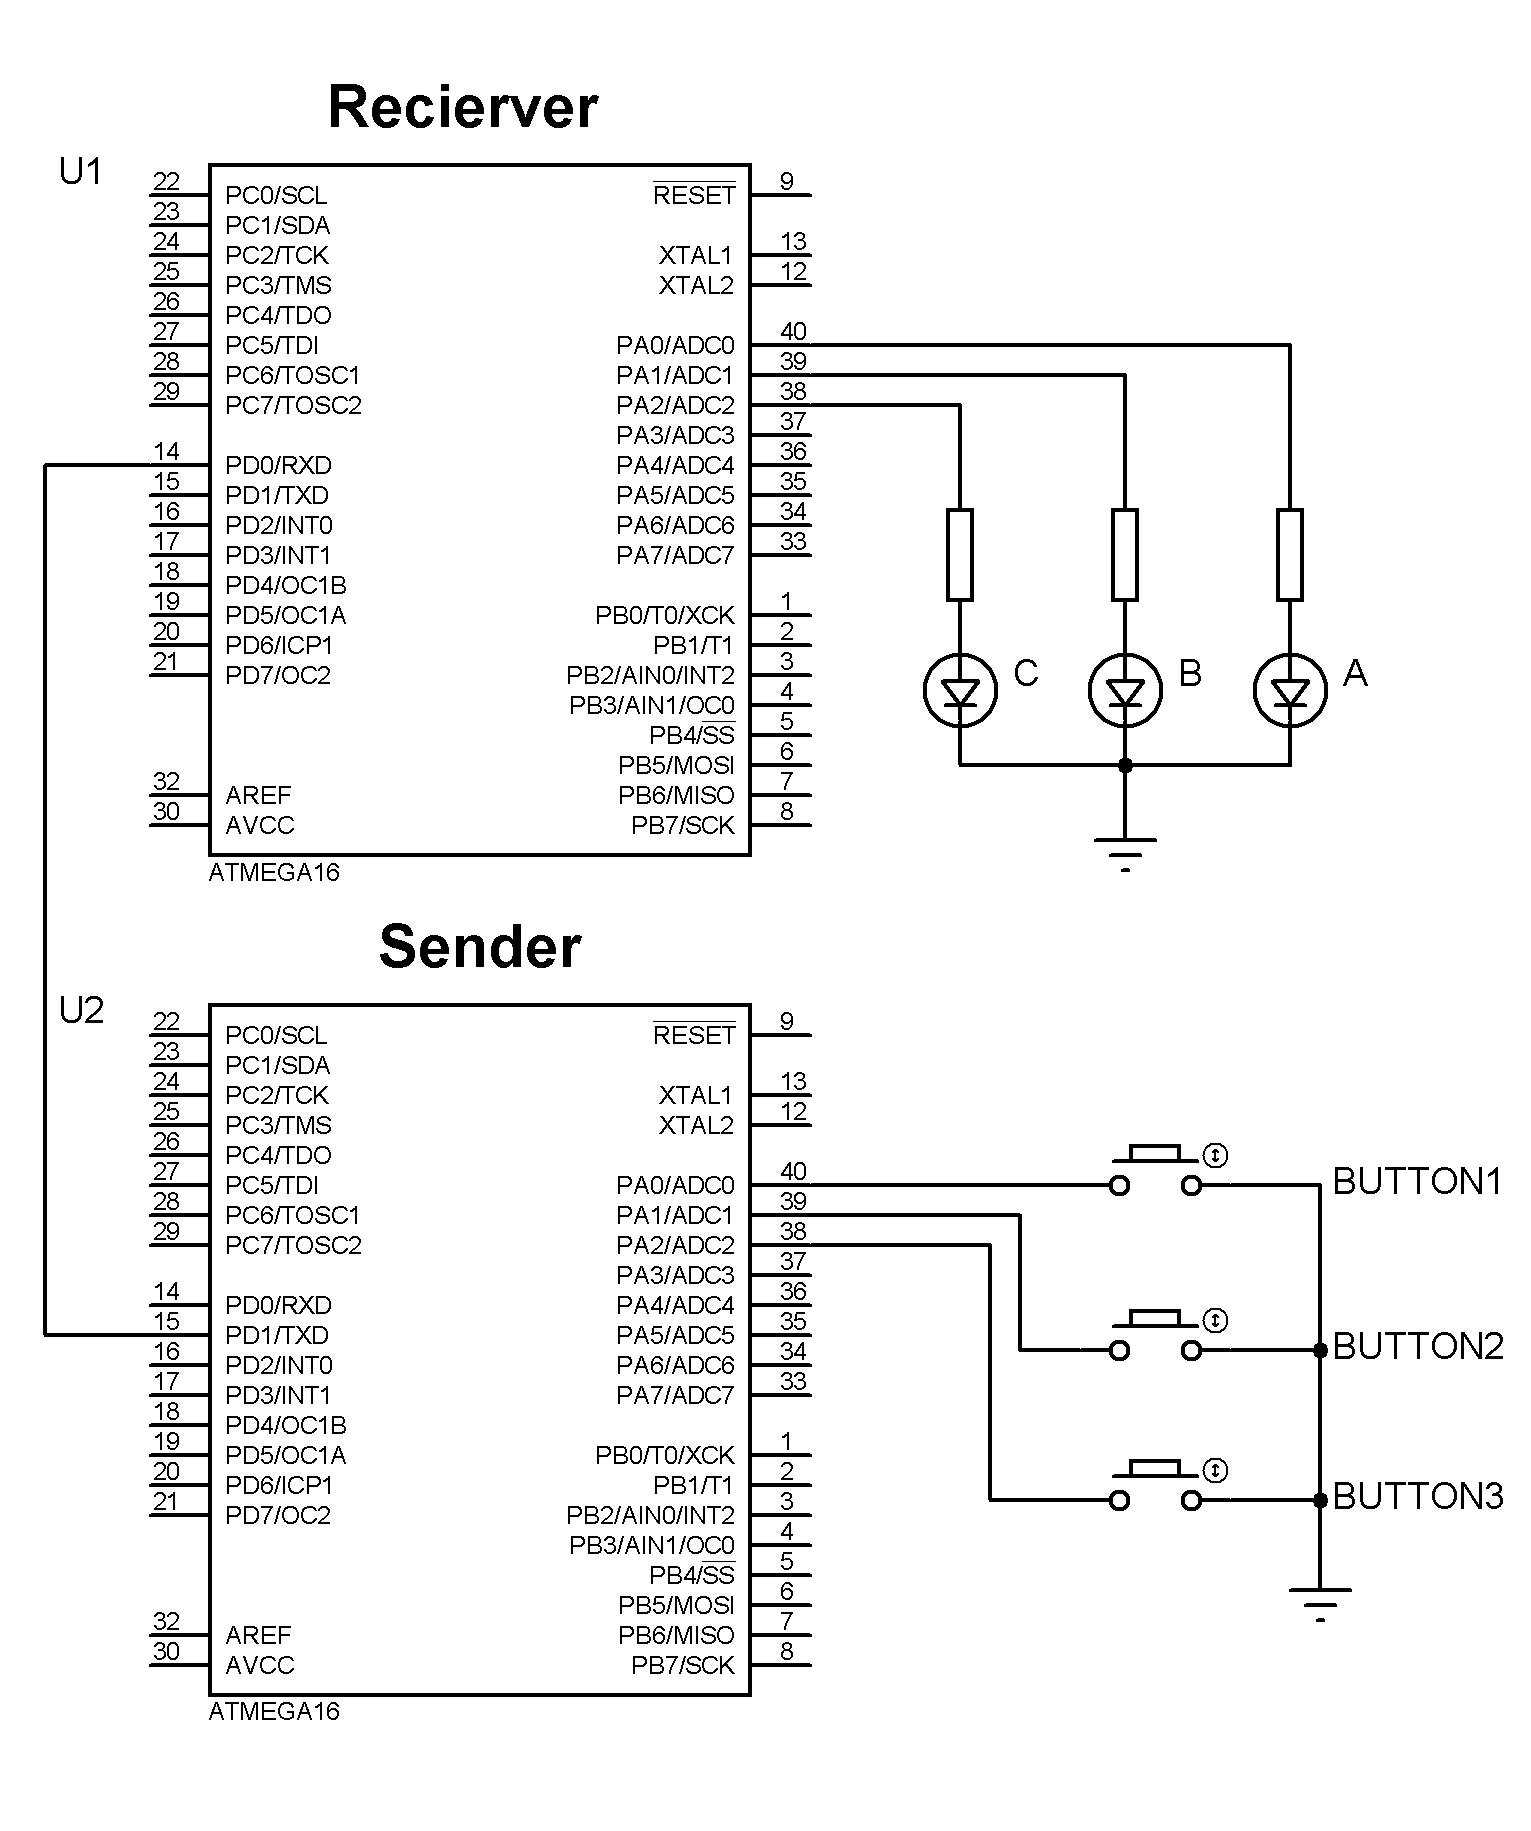 Recierver
U1
22 PC0/SCL RESET 9
23 PC1/SDA
24 PC2/TCK XTAL1 13
25 PC3/TMS XTAL2 12
26 PC4/TDO
27 PC5/TDI PA0/ADC0 40
28 PC6/TOSC1 PA1/ADC1 39
29 PC7/TOSC2 PA2/ADC2 38
PA3/ADC3 37
14 PD0/RXD PA4/ADC4 36
15 PD1/TXD PA5/ADC5 35
16 PD2/INT0 PA6/ADC6 34
17 PD3/INT1 PA7/ADC7 33
18 PD4/OC1B
19 PD5/OC1A PB0/T0/XCK 1
20 PD6/ICP1 PB1/T1 2
21 PD7/OC2 PB2/AIN0/INT2 3
C B A
PB3/AIN1/OC0 4
PB4/SS 5
PB5/MOSI 6
32 AREF PB6/MISO 7
30 AVCC PB7/SCK 8
ATMEGA16
Sender
U2
22 PC0/SCL RESET 9
23 PC1/SDA
24 PC2/TCK XTAL1 13
25 PC3/TMS XTAL2 12
26 PC4/TDO
27 PC5/TDI PA0/ADC0 40 BUTTON1
28 PC6/TOSC1 PA1/ADC1 39
29 PC7/TOSC2 PA2/ADC2 38
PA3/ADC3 37
14 PD0/RXD PA4/ADC4 36
15 PD1/TXD PA5/ADC5 35 BUTTON2
16 PD2/INT0 PA6/ADC6 34
17 PD3/INT1 PA7/ADC7 33
18 PD4/OC1B
19 PD5/OC1A PB0/T0/XCK 1
20 PD6/ICP1 PB1/T1 2 BUTTON3
21 PD7/OC2 PB2/AIN0/INT2 3
PB3/AIN1/OC0 4
PB4/SS 5
PB5/MOSI 6
32 AREF PB6/MISO 7
30 AVCC PB7/SCK 8
ATMEGA16